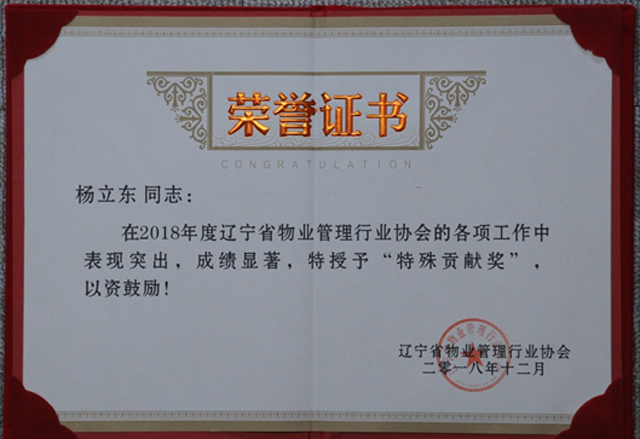 荣誉证书
CONGRATULATION
杨立东 同志：
在2018年度辽宁省物业管理行业协会的各项工作中
表现突出，成绩显著，特授予“特殊贡献奖”，
以资鼓励！
辽宁省物业管理行业协会
二零一八年十二月